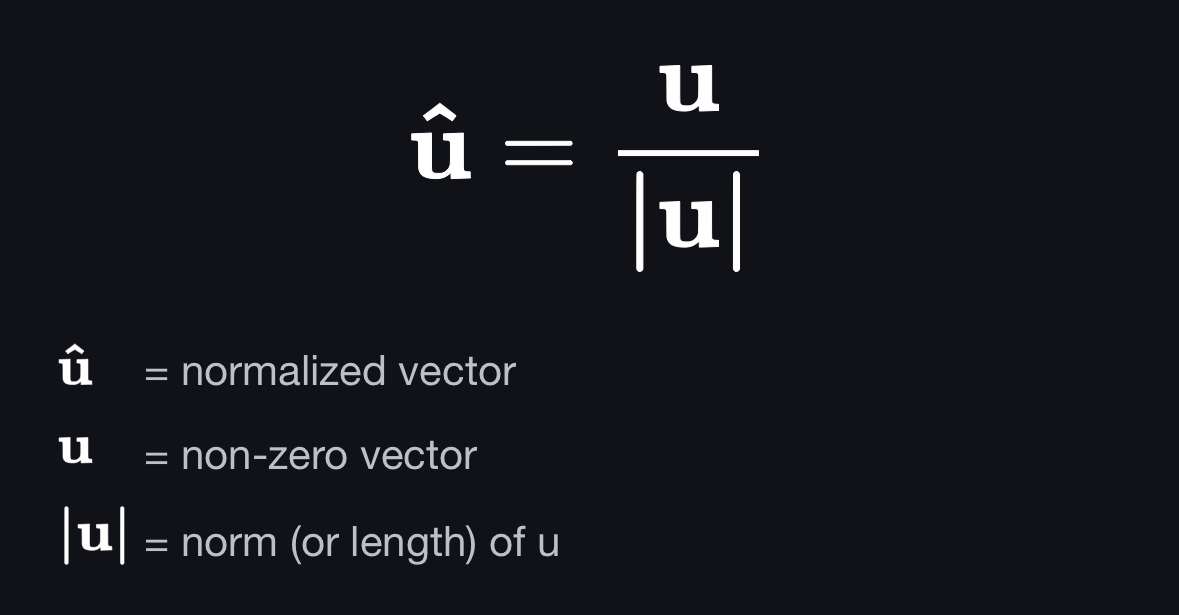 û = u / |u|
û = normalized vector
u = non-zero vector
|u| = norm (or length) of u